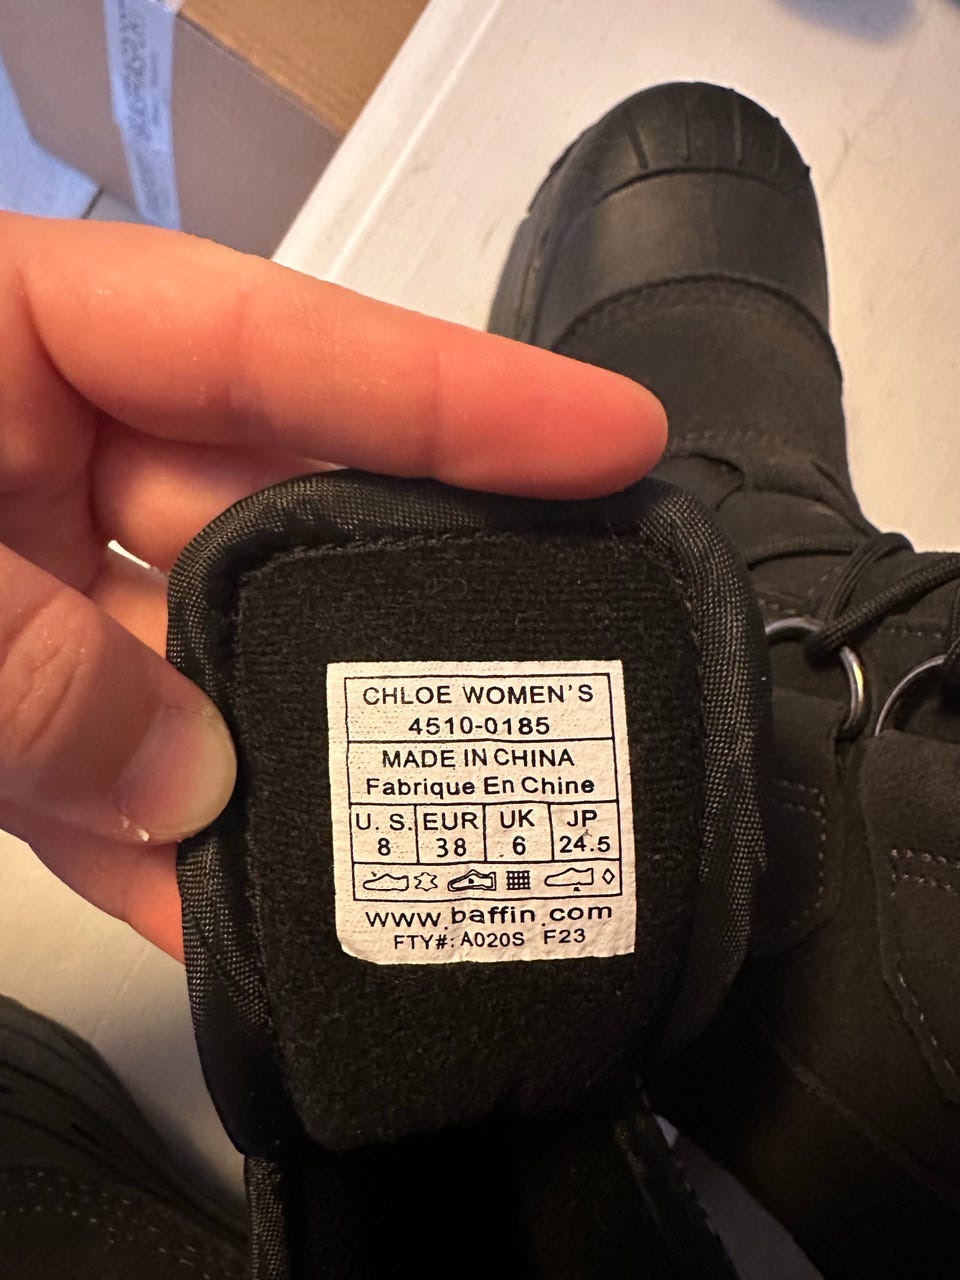 CHLOE WOMEN'S
4510-0185
MADE IN CHINA
Fabrique En Chine
U. S. EUR UK JP
8 38 6 24.5
www.baffin.com
FTY#: A020S F23